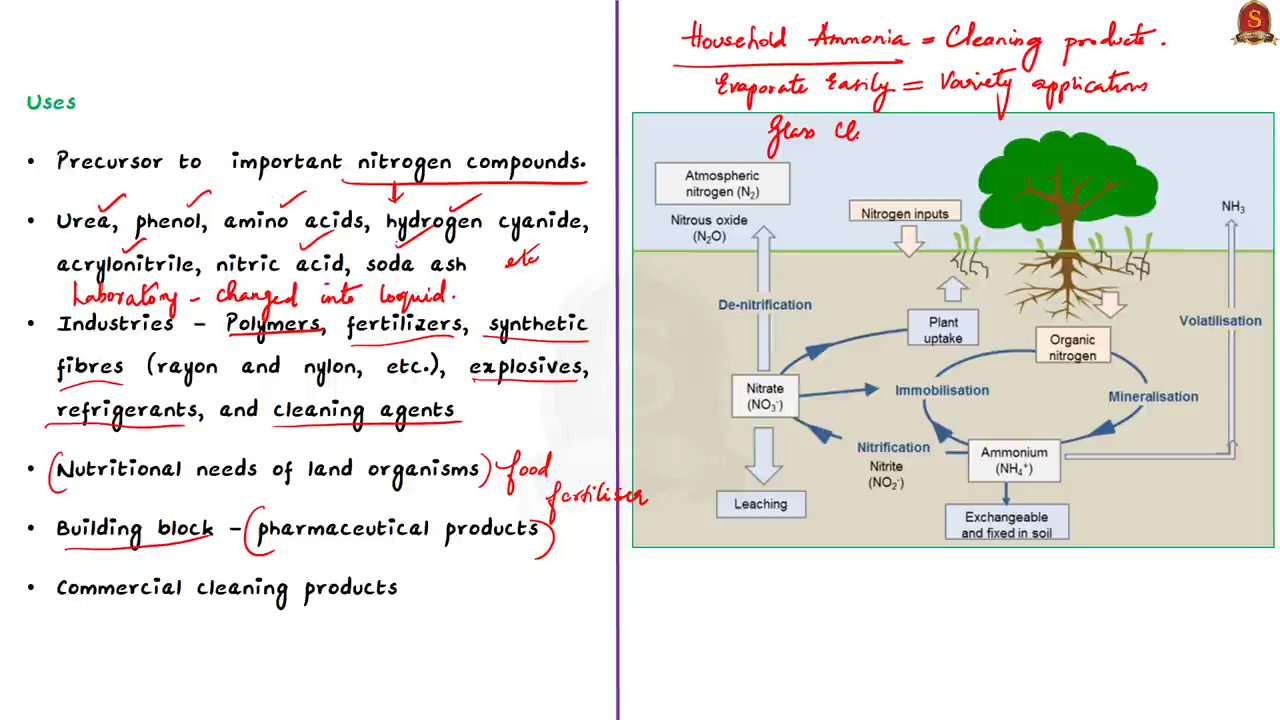 Uses
• Precursor to important nitrogen compounds.
• Urea, phenol, amino acids, hydrogen cyanide,
acrylonitrile, nitric acid, soda ash etc
Laboratory - changed into loquid.
• Industries - Polymers, fertilizers, synthetic
fibres (rayon and nylon, etc.), explosives,
refrigerants, and cleaning agents
• (Nutritional needs of land organisms) food
fertiliser
• Building block - (pharmaceutical products)
• Commercial cleaning products
Household Ammonia = Cleaning products.
Evaporate Easily = Variety applications
Glass Cl
S
Atmospheric
nitrogen (N₂)
Nitrous oxide
(N₂O)
Nitrogen inputs
NH₃
De-nitrification
Plant
uptake
Organic
nitrogen
Volatilisation
Nitrate
(NO₃⁻)
Immobilisation
Mineralisation
Nitrification
Nitrite
(NO₂⁻)
Ammonium
(NH₄⁺)
Leaching
Exchangeable
and fixed in soil